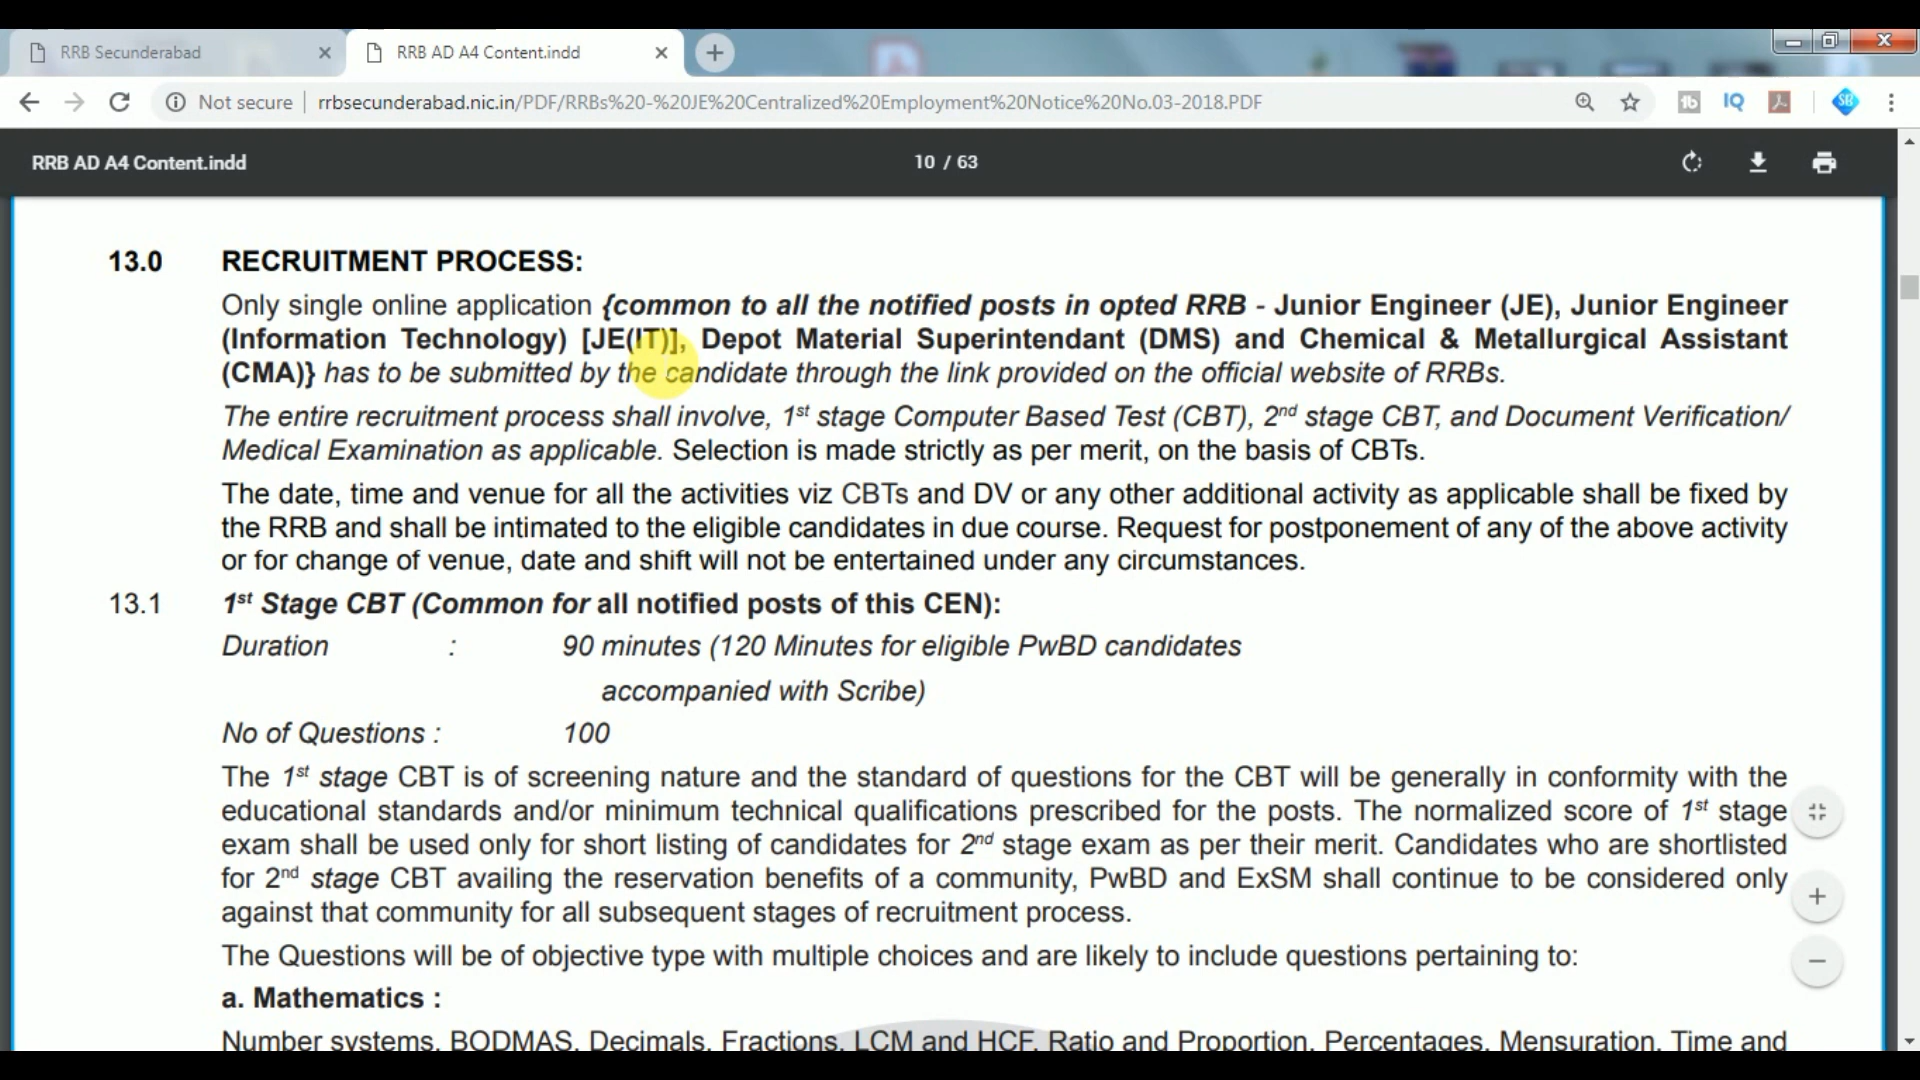 RRB Secunderabad
RRB AD A4 Content.indd
Not secure
rrbsecunderabad.nic.in/PDF/RRBs%20-%20JE%20Centralized%20Employment%20Notice%20No.03-2018.PDF
IQ
SB
RRB AD A4 Content.indd
10 / 63
13.0 RECRUITMENT PROCESS:
Only single online application {common to all the notified posts in opted RRB - Junior Engineer (JE), Junior Engineer
(Information Technology) [JE(IT)], Depot Material Superintendant (DMS) and Chemical & Metallurgical Assistant
(CMA)} has to be submitted by the candidate through the link provided on the official website of RRBs.
The entire recruitment process shall involve, 1st stage Computer Based Test (CBT), 2nd stage CBT, and Document Verification/
Medical Examination as applicable. Selection is made strictly as per merit, on the basis of CBTs.
The date, time and venue for all the activities viz CBTs and DV or any other additional activity as applicable shall be fixed by
the RRB and shall be intimated to the eligible candidates in due course. Request for postponement of any of the above activity
or for change of venue, date and shift will not be entertained under any circumstances.
13.1 1st Stage CBT (Common for all notified posts of this CEN):
Duration : 90 minutes (120 Minutes for eligible PwBD candidates
accompanied with Scribe)
No of Questions : 100
The 1st stage CBT is of screening nature and the standard of questions for the CBT will be generally in conformity with the
educational standards and/or minimum technical qualifications prescribed for the posts. The normalized score of 1st stage
exam shall be used only for short listing of candidates for 2nd stage exam as per their merit. Candidates who are shortlisted
for 2nd stage CBT availing the reservation benefits of a community, PwBD and ExSM shall continue to be considered only
against that community for all subsequent stages of recruitment process.
The Questions will be of objective type with multiple choices and are likely to include questions pertaining to:
a. Mathematics :
Number systems, BODMAS, Decimals, Fractions, LCM and HCF, Ratio and Proportion, Percentages, Mensuration, Time and